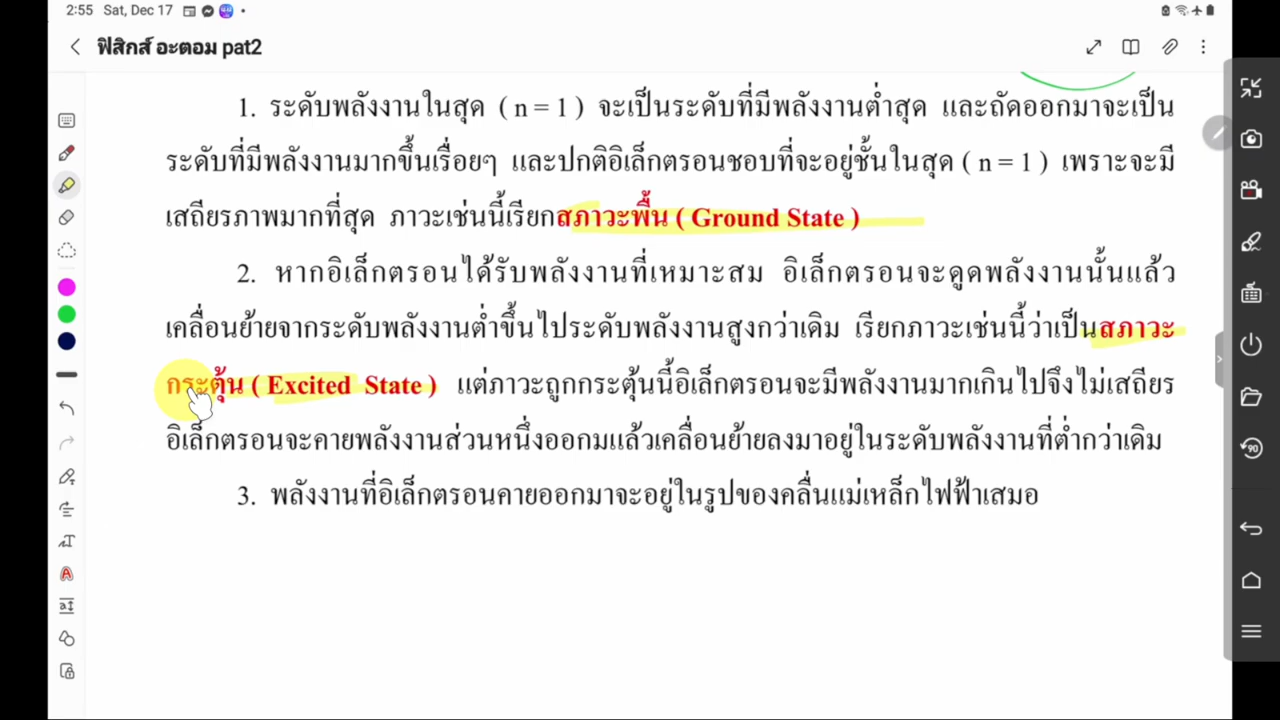 2:55 Sat, Dec 17
ฟิสิกส์ อะตอม pat2
1. ระดับพลังงานในสุด ( n = 1 ) จะเป็นระดับที่มีพลังงานต่ำสุด และถัดออกมาจะเป็น
ระดับที่มีพลังงานมากขึ้นเรื่อยๆ และปกติอิเล็กตรอนชอบที่จะอยู่ชั้นในสุด ( n = 1 ) เพราะจะมี
เสถียรภาพมากที่สุด ภาวะเช่นนี้เรียกสภาวะพื้น ( Ground State )
2. หากอิเล็กตรอนได้รับพลังงานที่เหมาะสม อิเล็กตรอนจะดูดพลังงานนั้นแล้ว
เคลื่อนย้ายจากระดับพลังงานต่ำขึ้นไประดับพลังงานสูงกว่าเดิม เรียกภาวะเช่นนี้ว่าเป็นสภาวะ
กระตุ้น ( Excited State ) แต่ภาวะถูกกระตุ้นนี้อิเล็กตรอนจะมีพลังงานมากเกินไปจึงไม่เสถียร
อิเล็กตรอนจะคายพลังงานส่วนหนึ่งออกมแล้วเคลื่อนย้ายลงมาอยู่ในระดับพลังงานที่ต่ำกว่าเดิม
3. พลังงานที่อิเล็กตรอนคายออกมาจะอยู่ในรูปของคลื่นแม่เหล็กไฟฟ้าเสมอ
90